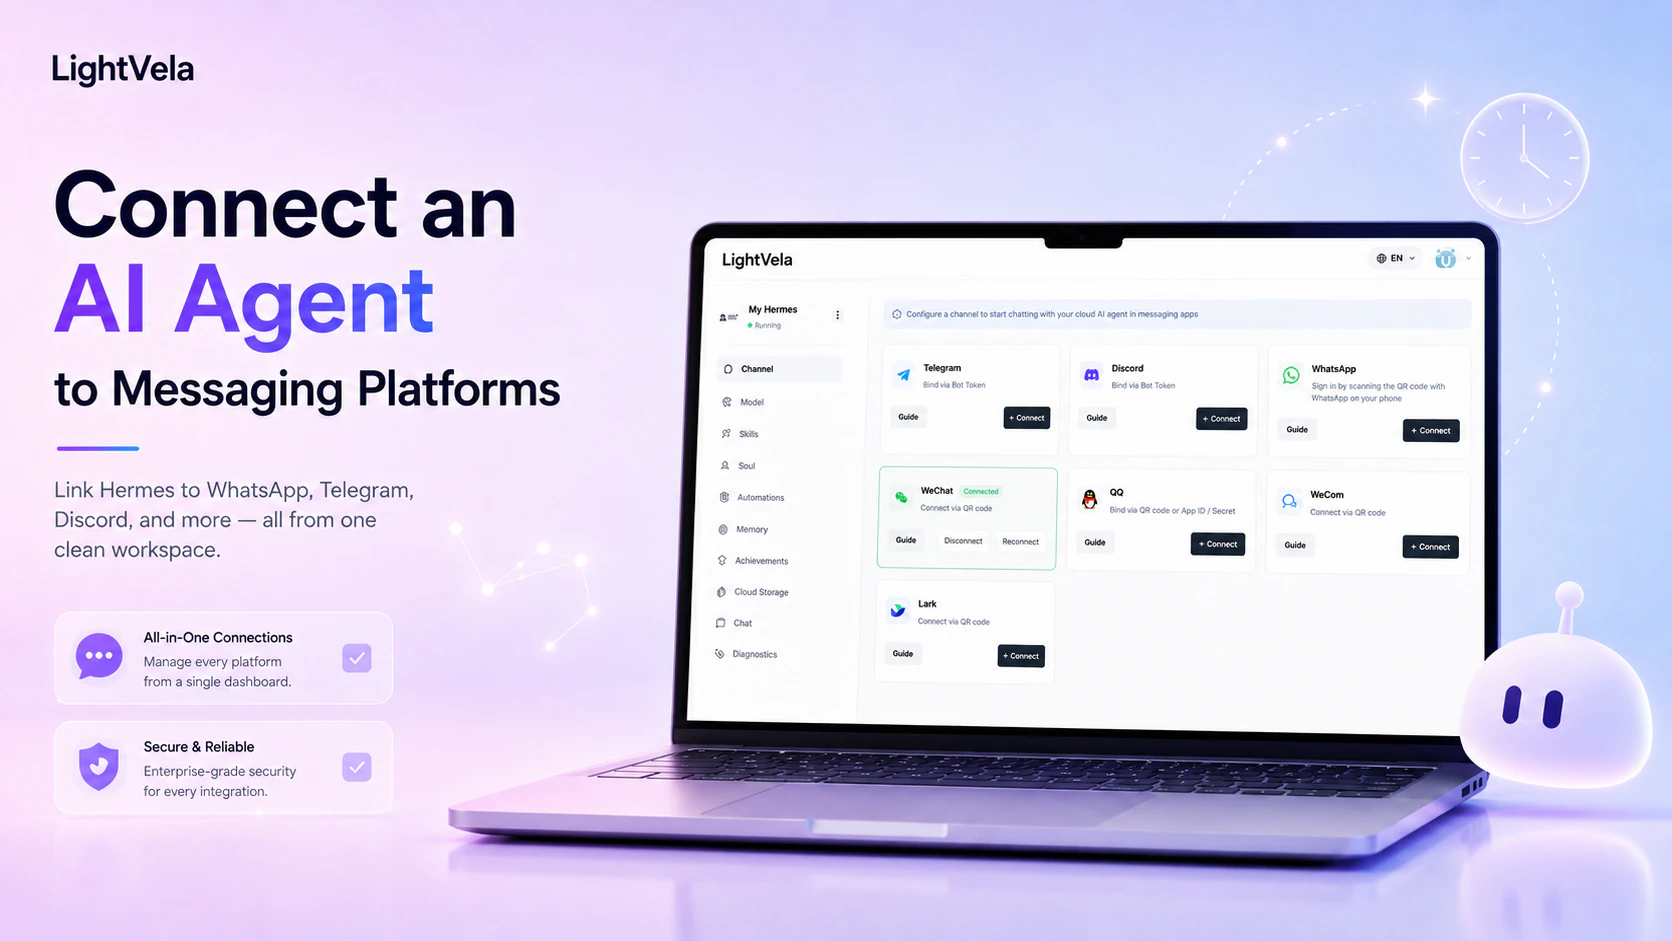 LightVela
Connect an
AI Agent
to Messaging Platforms
Link Hermes to WhatsApp, Telegram,
Discord, and more — all from one
clean workspace.
All-in-One Connections
Manage every platform
from a single dashboard.
Secure & Reliable
Enterprise-grade security
for every integration.
LightVela
EN
My Hermes
Running
Channel
Model
Skills
Soul
Automations
Memory
Achievements
Cloud Storage
Chat
Diagnostics
Configure a channel to start chatting with your cloud AI agent in messaging apps
Telegram
Bind via Bot Token
Guide
+ Connect
Discord
Bind via Bot Token
Guide
+ Connect
WhatsApp
Sign in by scanning the QR code with
WhatsApp on your phone
Guide
+ Connect
WeChat Connected
Connect via QR code
Guide Disconnect Reconnect
QQ
Bind via QR code or App ID / Secret
Guide
+ Connect
WeCom
Connect via QR code
Guide
+ Connect
Lark
Connect via QR code
Guide
+ Connect